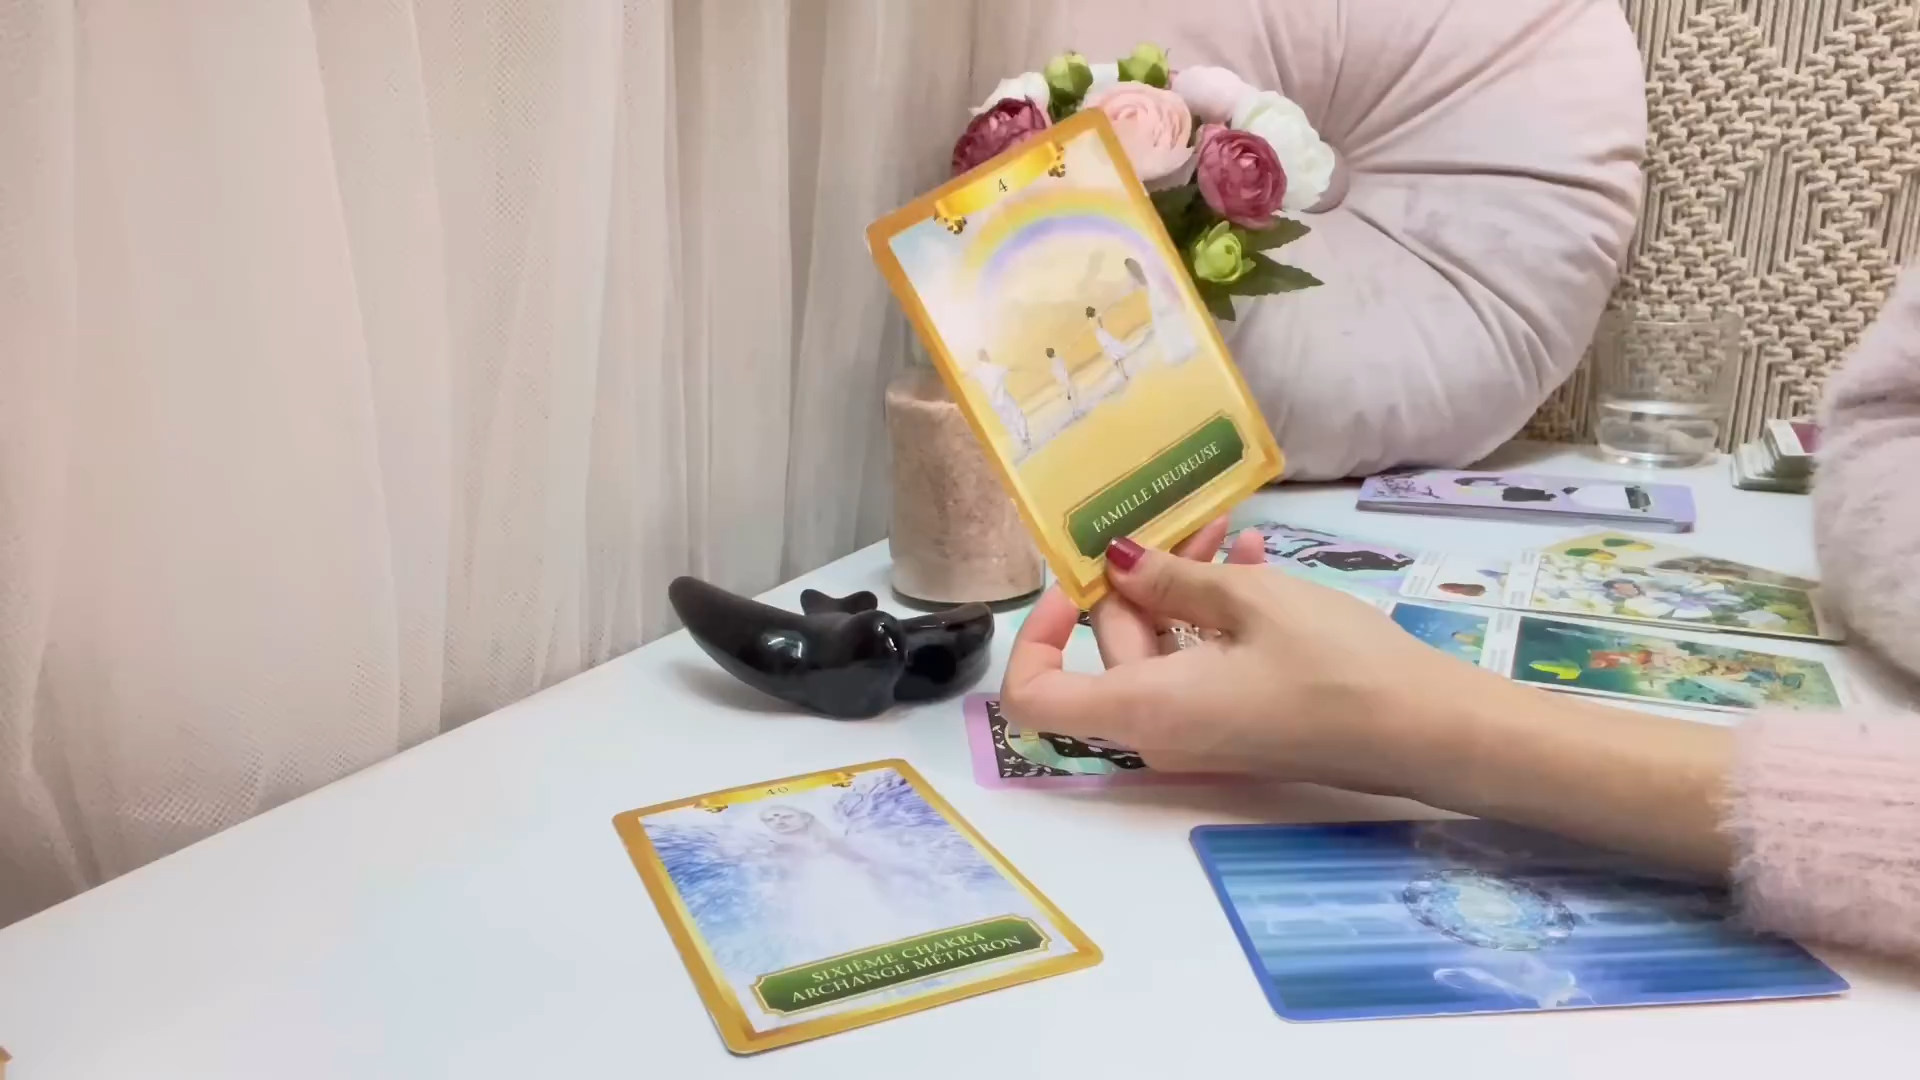 4
FAMILLE HEUREUSE
40
SIXIÈME CHAKRA
ARCHANGE MÉTATRON